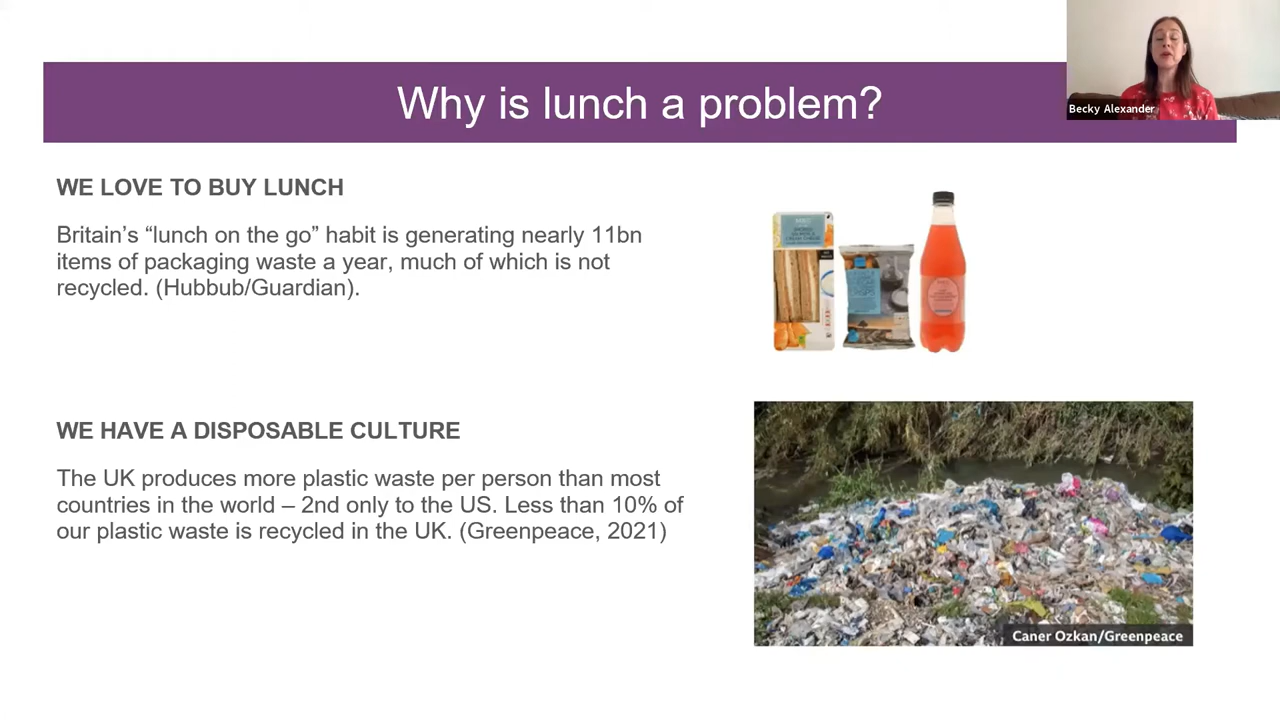 Why is lunch a problem?
Becky Alexander
WE LOVE TO BUY LUNCH
Britain’s “lunch on the go” habit is generating nearly 11bn
items of packaging waste a year, much of which is not
recycled. (Hubbub/Guardian).
WE HAVE A DISPOSABLE CULTURE
The UK produces more plastic waste per person than most
countries in the world – 2nd only to the US. Less than 10% of
our plastic waste is recycled in the UK. (Greenpeace, 2021)
Caner Ozkan/Greenpeace